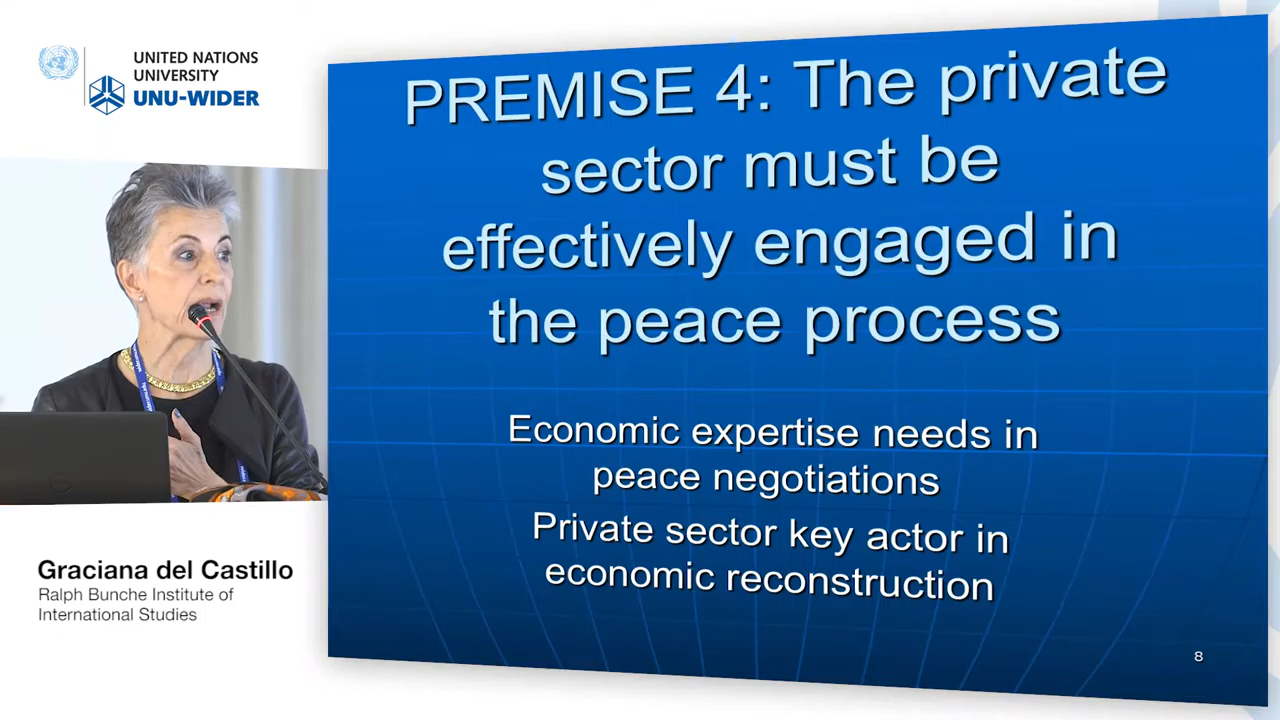 UNITED NATIONS
UNIVERSITY
UNU-WIDER
PREMISE 4: The private
sector must be
effectively engaged in
the peace process
Economic expertise needs in
peace negotiations
Private sector key actor in
economic reconstruction
8
Graciana del Castillo
Ralph Bunche Institute of
International Studies